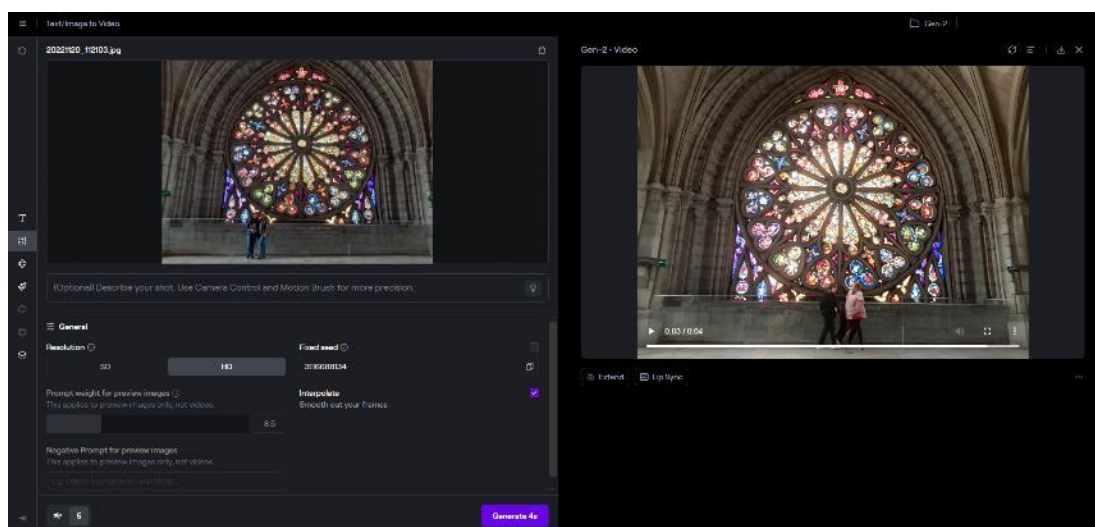 Text/Image to Video
Gen-2
20221120_112103.jpg
Gen-2 - Video
(Optional) Describe your shot. Use Camera Control and Motion Brush for more precision.
0:03 / 0:04
Extend
Lip Sync
General
Resolution
SD
HD
Fixed seed
Prompt weight for preview images
This applies to preview images only, not videos.
8.5
Interpolate
Smooth out your frames.
Negative Prompt for preview images
This applies to preview images only, not videos
5
Generate 4s